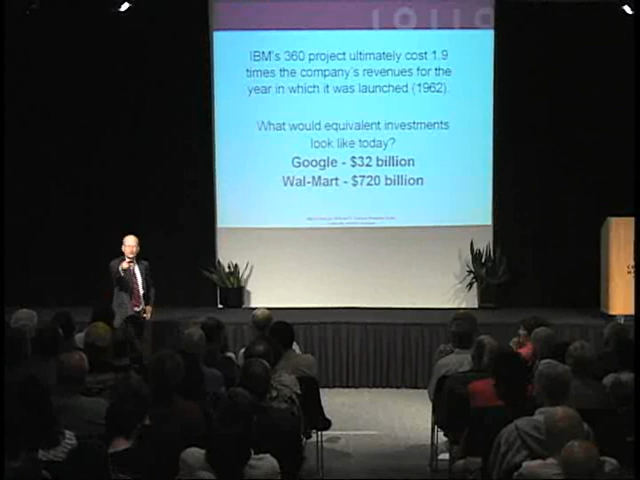 IBM's 360 project ultimately cost 1.9
times the company's revenues for the
year in which it was launched (1962).
What would equivalent investments
look like today?
Google - $32 billion
Wal-Mart - $720 billion